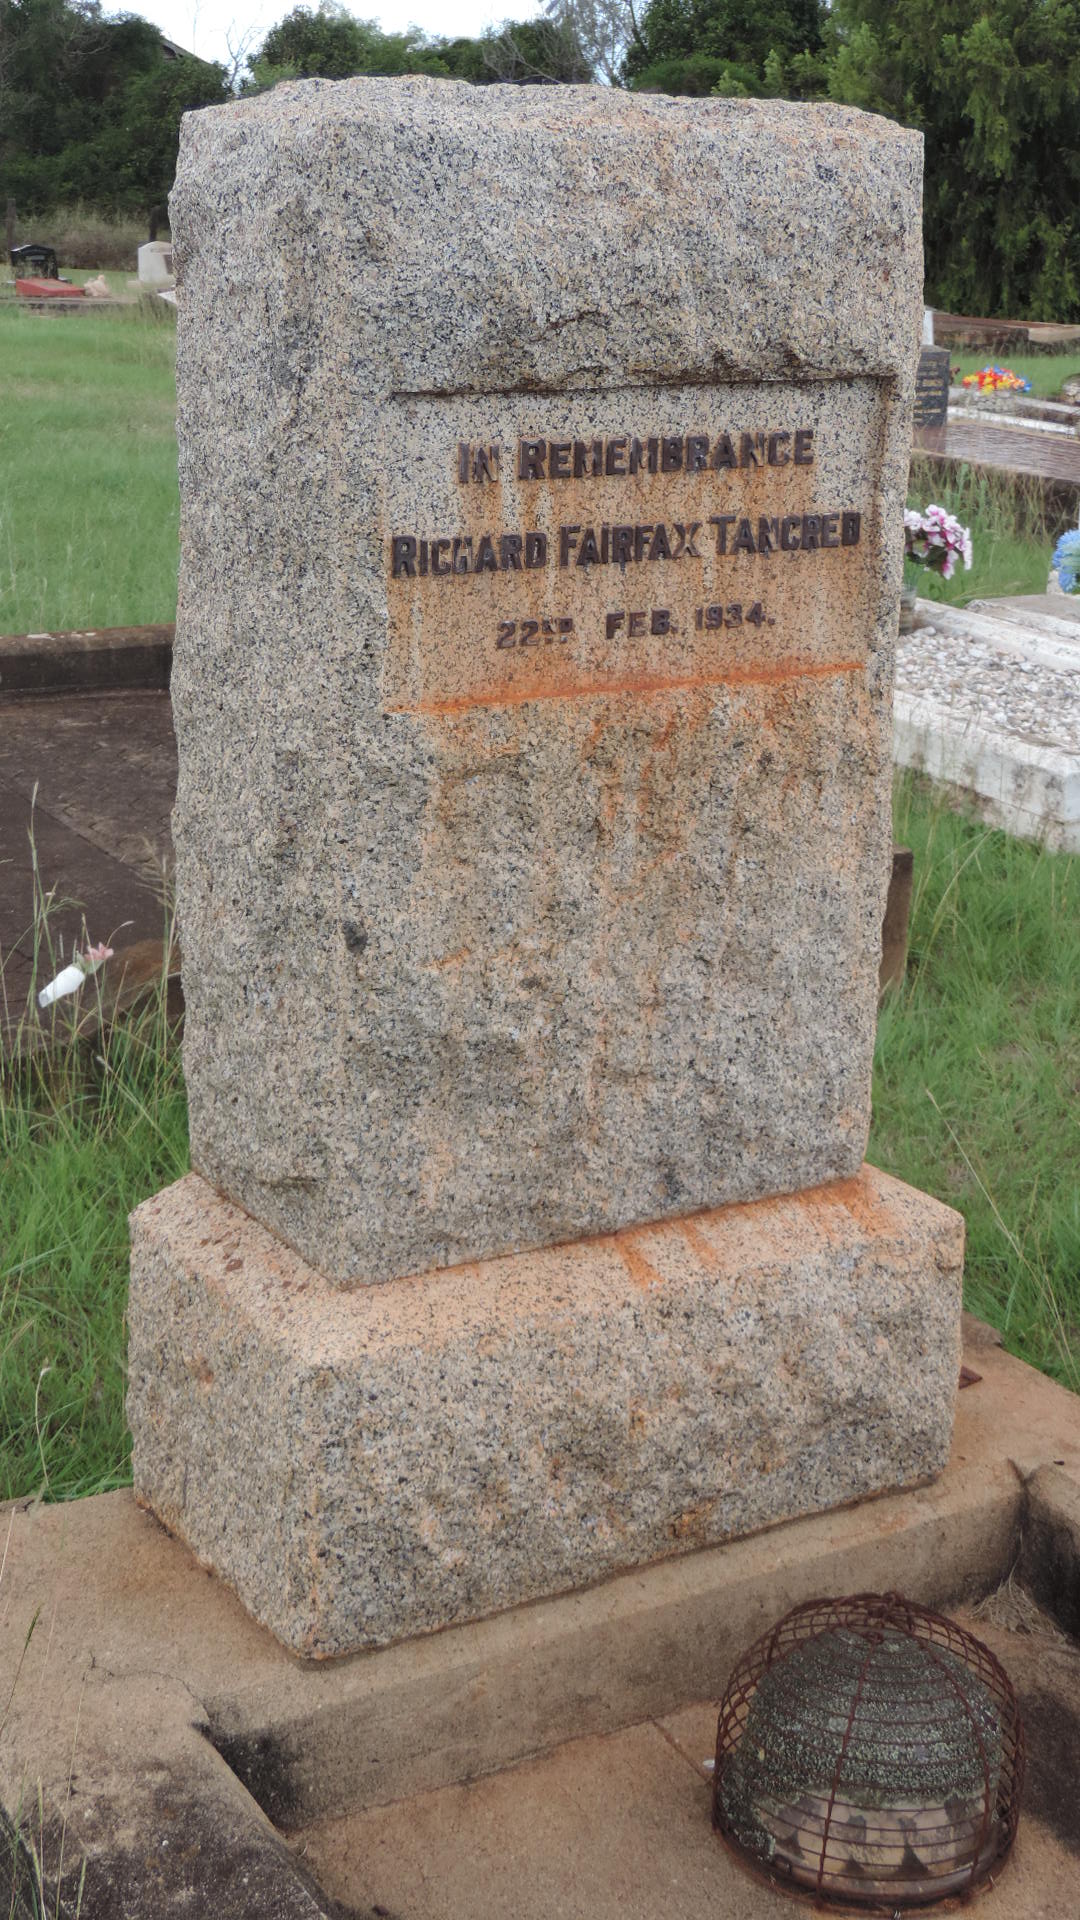 IN REMEMBRANCE
RICHARD FAIRFAX TANCRED
22ND FEB. 1934.